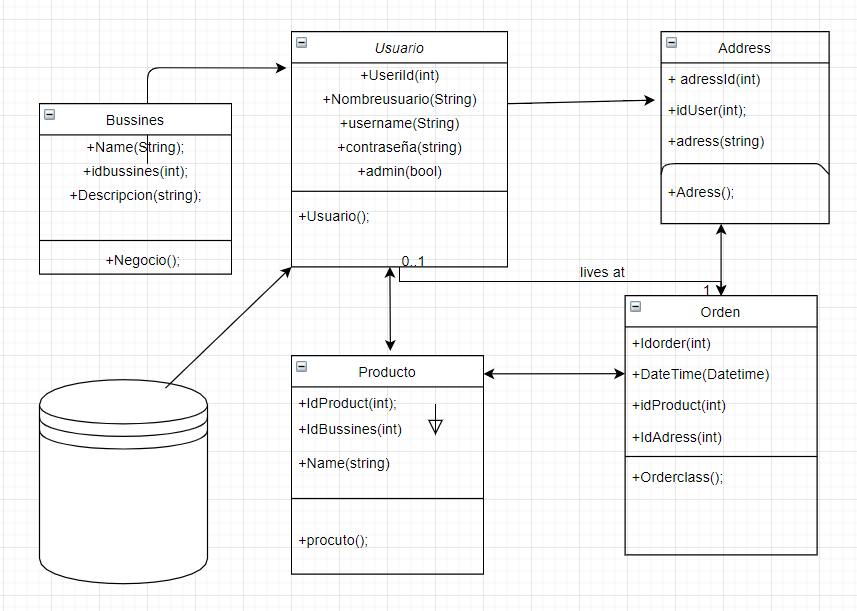 Usuario
+UserId(int)
+Nombreusuario(String)
+username(String)
+contraseña(string)
+admin(bool)
+Usuario();
Address
+ adressId(int)
+idUser(int);
+adress(string)
+Adress();
Bussines
+Name(String);
+idbussines(int);
+Descripcion(string);
+Negocio();
0..1
lives at
1
Producto
+IdProduct(int);
+IdBussines(int)
+Name(string)
+procuto();
Orden
+Idorder(int)
+DateTime(Datetime)
+idProduct(int)
+IdAdress(int)
+Orderclass();